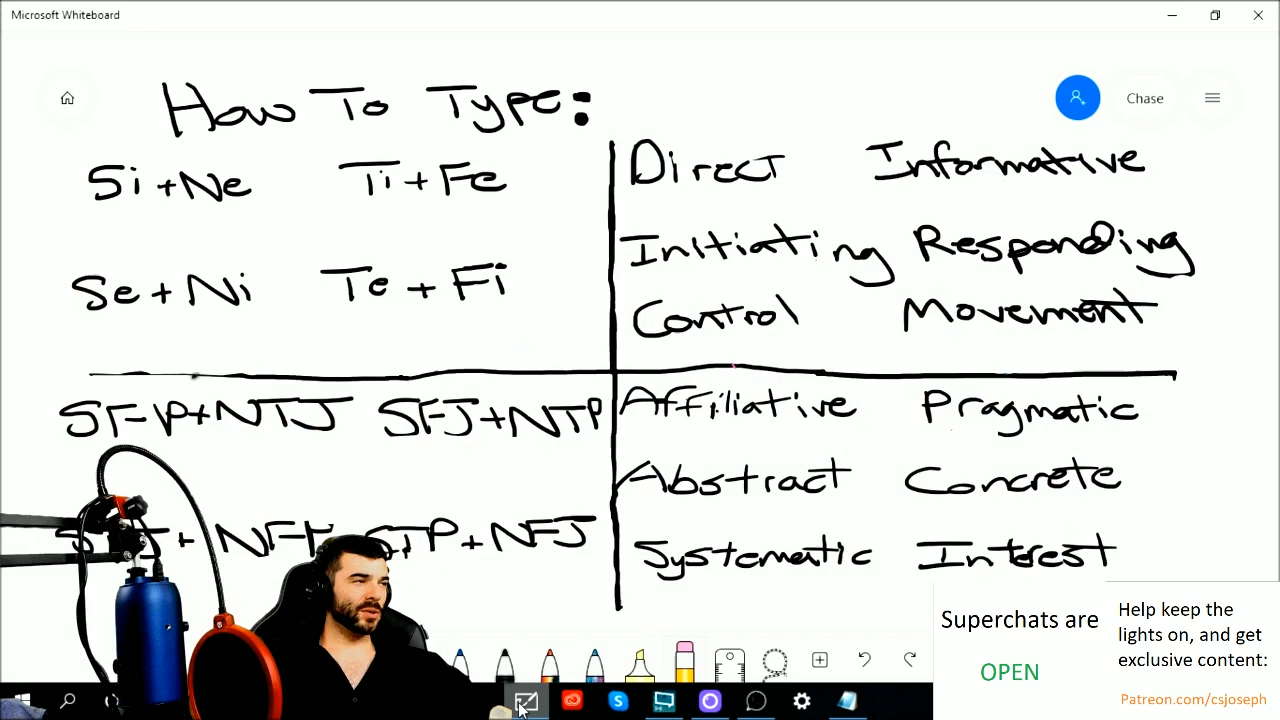 Microsoft Whiteboard
How To Type:
Chase
Si + Ne Ti + Fe
Se + Ni Te + Fi
Direct Informative
Initiating Responding
Control Movement
SFP + NTJ SFJ + NTP
+ STP + NFJ
Affiliative Pragmatic
Abstract Concrete
Systematic Interest
Superchats are
OPEN
Help keep the
lights on, and get
exclusive content:
Patreon.com/csjoseph